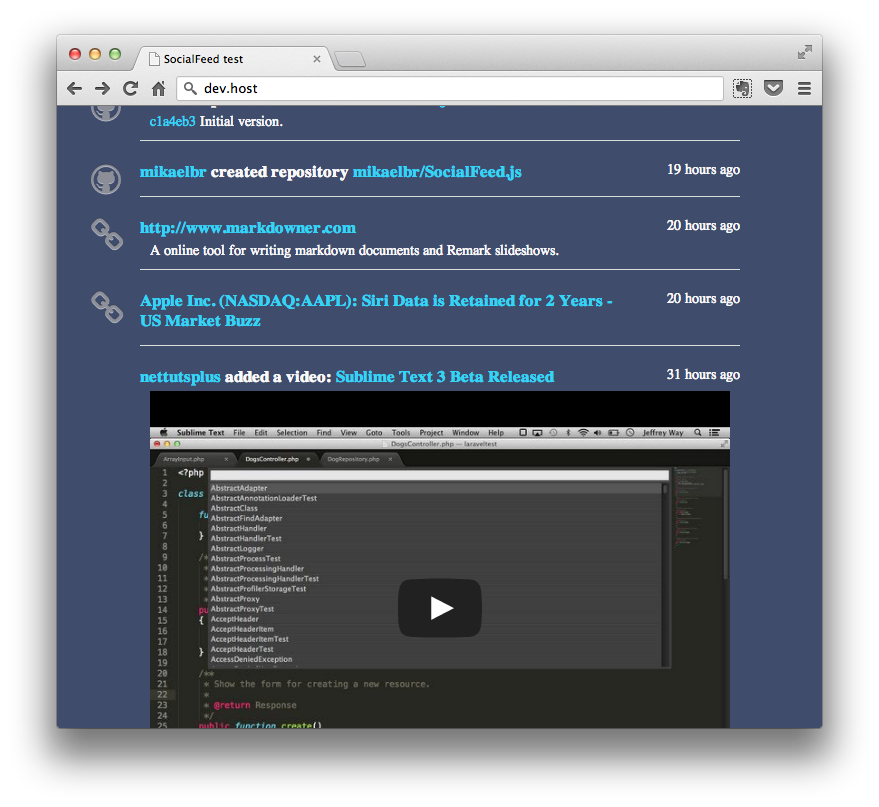 SocialFeed test
dev.host
c1a4eb3 Initial version.
mikaelbr created repository mikaelbr/SocialFeed.js
19 hours ago
http://www.markdowner.com
20 hours ago
A online tool for writing markdown documents and Remark slideshows.
Apple Inc. (NASDAQ:AAPL): Siri Data is Retained for 2 Years -
US Market Buzz
20 hours ago
nettutsplus added a video: Sublime Text 3 Beta Released
31 hours ago
Sublime Text File Edit Selection Find View Goto Tools Project Window Help Jeffrey Way
DogsController.php — laraveltest
ArrayInput.php DogsController.php DogRepository.php
1 <?php
2
3 class
4
5 fu
6
7 }
8
9 /*
10 *
11 *
12 *
13 *
14 pu
15 {
16
17
18 }
19
AbstractAdapter
AbstractAnnotationLoaderTest
AbstractClass
AbstractFindAdapter
AbstractHandler
AbstractHandlerTest
AbstractLogger
AbstractProcessTest
AbstractProcessingHandler
AbstractProcessingHandlerTest
AbstractProfilerStorageTest
AbstractProxy
AbstractProxyTest
AcceptHeader
AcceptHeaderItem
AcceptHeaderItemTest
AcceptHeaderTest
AccessDeniedException
20 /**
21 * Show the form for creating a new resource.
22 *
23 * @return Response
24 */
25 public function create()